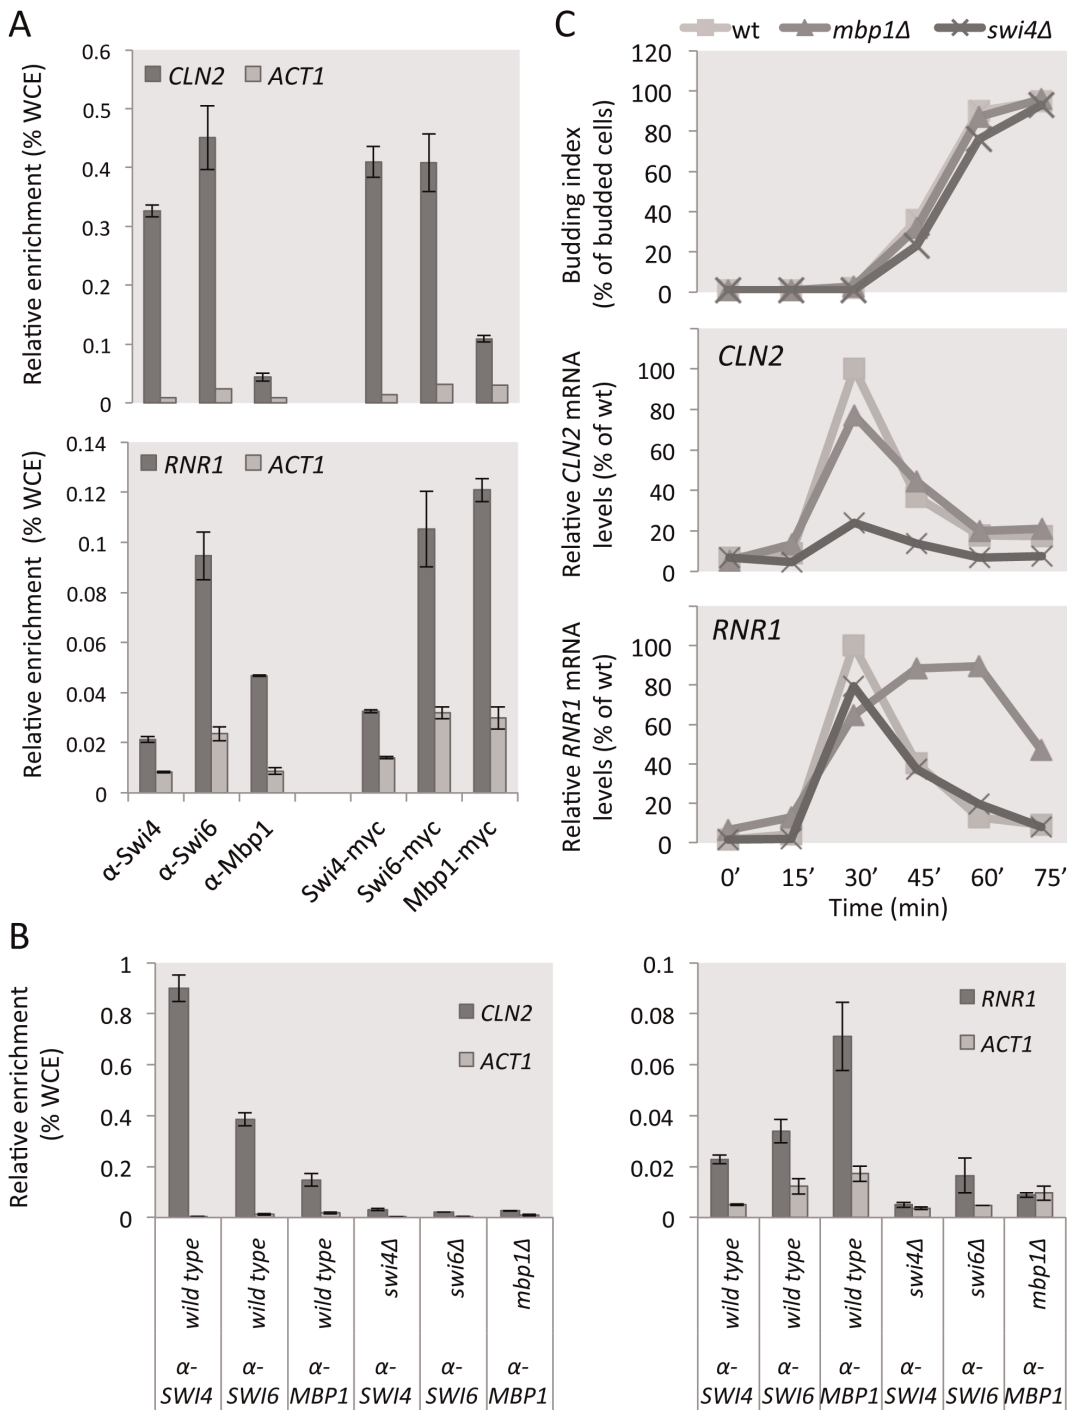 A
Relative enrichment (% WCE)
0.6
0.5
0.4
0.3
0.2
0.1
0
CLN2 ACT1
Relative enrichment (% WCE)
0.14
0.12
0.1
0.08
0.06
0.04
0.02
0
RNR1 ACT1
α-Swi4
α-Swi6
α-Mbp1
Swi4-myc
Swi6-myc
Mbp1-myc
C
wt mbp1Δ swi4Δ
Budding index
(% of budded cells)
120
100
80
60
40
20
0
CLN2
Relative CLN2 mRNA
levels (% of wt)
100
80
60
40
20
0
RNR1
Relative RNR1 mRNA
levels (% of wt)
100
80
60
40
20
0
0’ 15’ 30’ 45’ 60’ 75’
Time (min)
B
Relative enrichment
(% WCE)
1
0.8
0.6
0.4
0.2
0
CLN2
ACT1
wild type
wild type
wild type
swi4Δ
swi6Δ
mbp1Δ
α- α- α- α- α- α-
SWI4 SWI6 MBP1 SWI4 SWI6 MBP1
0.1
0.08
0.06
0.04
0.02
0
RNR1
ACT1
wild type
wild type
wild type
swi4Δ
swi6Δ
mbp1Δ
α- α- α- α- α- α-
SWI4 SWI6 MBP1 SWI4 SWI6 MBP1